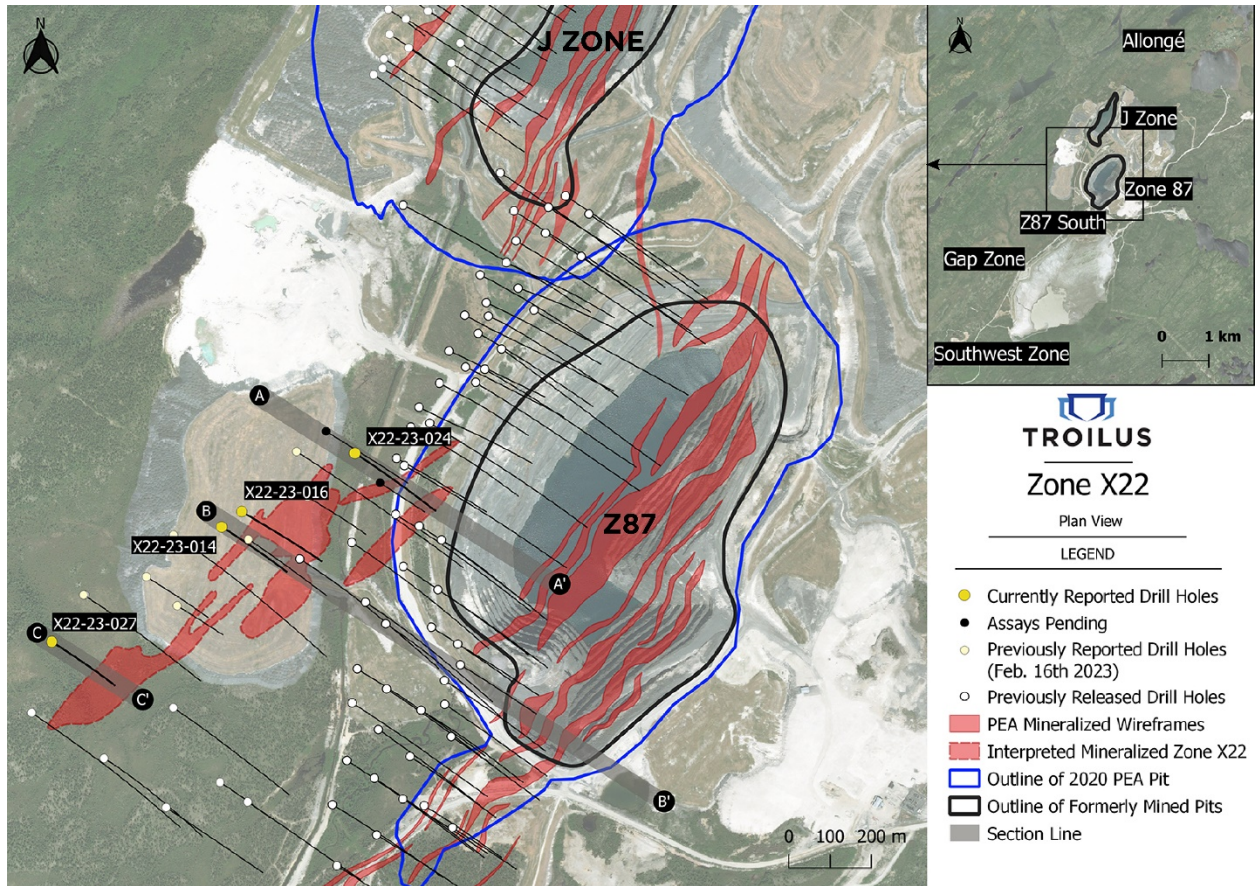 N
J ZONE
A
X22-23-024
X22-23-016
B
X22-23-014
Z87
A'
X22-23-027
C
C'
B'
0 100 200 m
N
Allongé
J Zone
Zone 87
Z87 South
Gap Zone
Southwest Zone
0 1 km
TROILUS
Zone X22
Plan View
LEGEND
Currently Reported Drill Holes
Assays Pending
Previously Reported Drill Holes
(Feb. 16th 2023)
Previously Released Drill Holes
PEA Mineralized Wireframes
Interpreted Mineralized Zone X22
Outline of 2020 PEA Pit
Outline of Formerly Mined Pits
Section Line